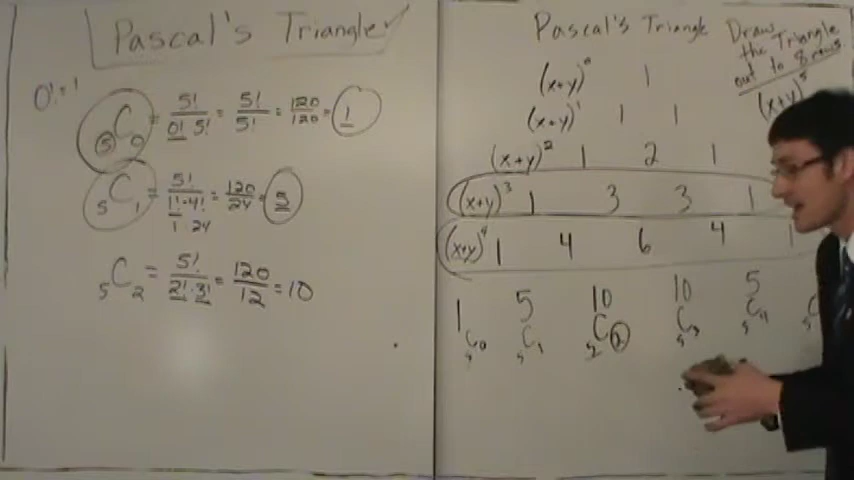 Pascal's Triangle ✓
0! = 1
₅C₀ = 5!/(0! 5!) = 5!/5! = 120/120 = 1
₅C₁ = 5!/(1!·4!) = 120/24 = 5
1 24
₅C₂ = 5!/(2!·3!) = 120/12 = 10
Pascal's Triangle
Draw
the Triangle
out to 8 rows
(x+y)⁵
(x+y)⁰ 1
(x+y)¹ 1 1
(x+y)² 1 2 1
(x+y)³ 1 3 3 1
(x+y)⁴ 1 4 6 4 1
1 5 10 10 5
₅C₀ ₅C₁ ₅C₂ ₅C₃ ₅C₄ ₅C